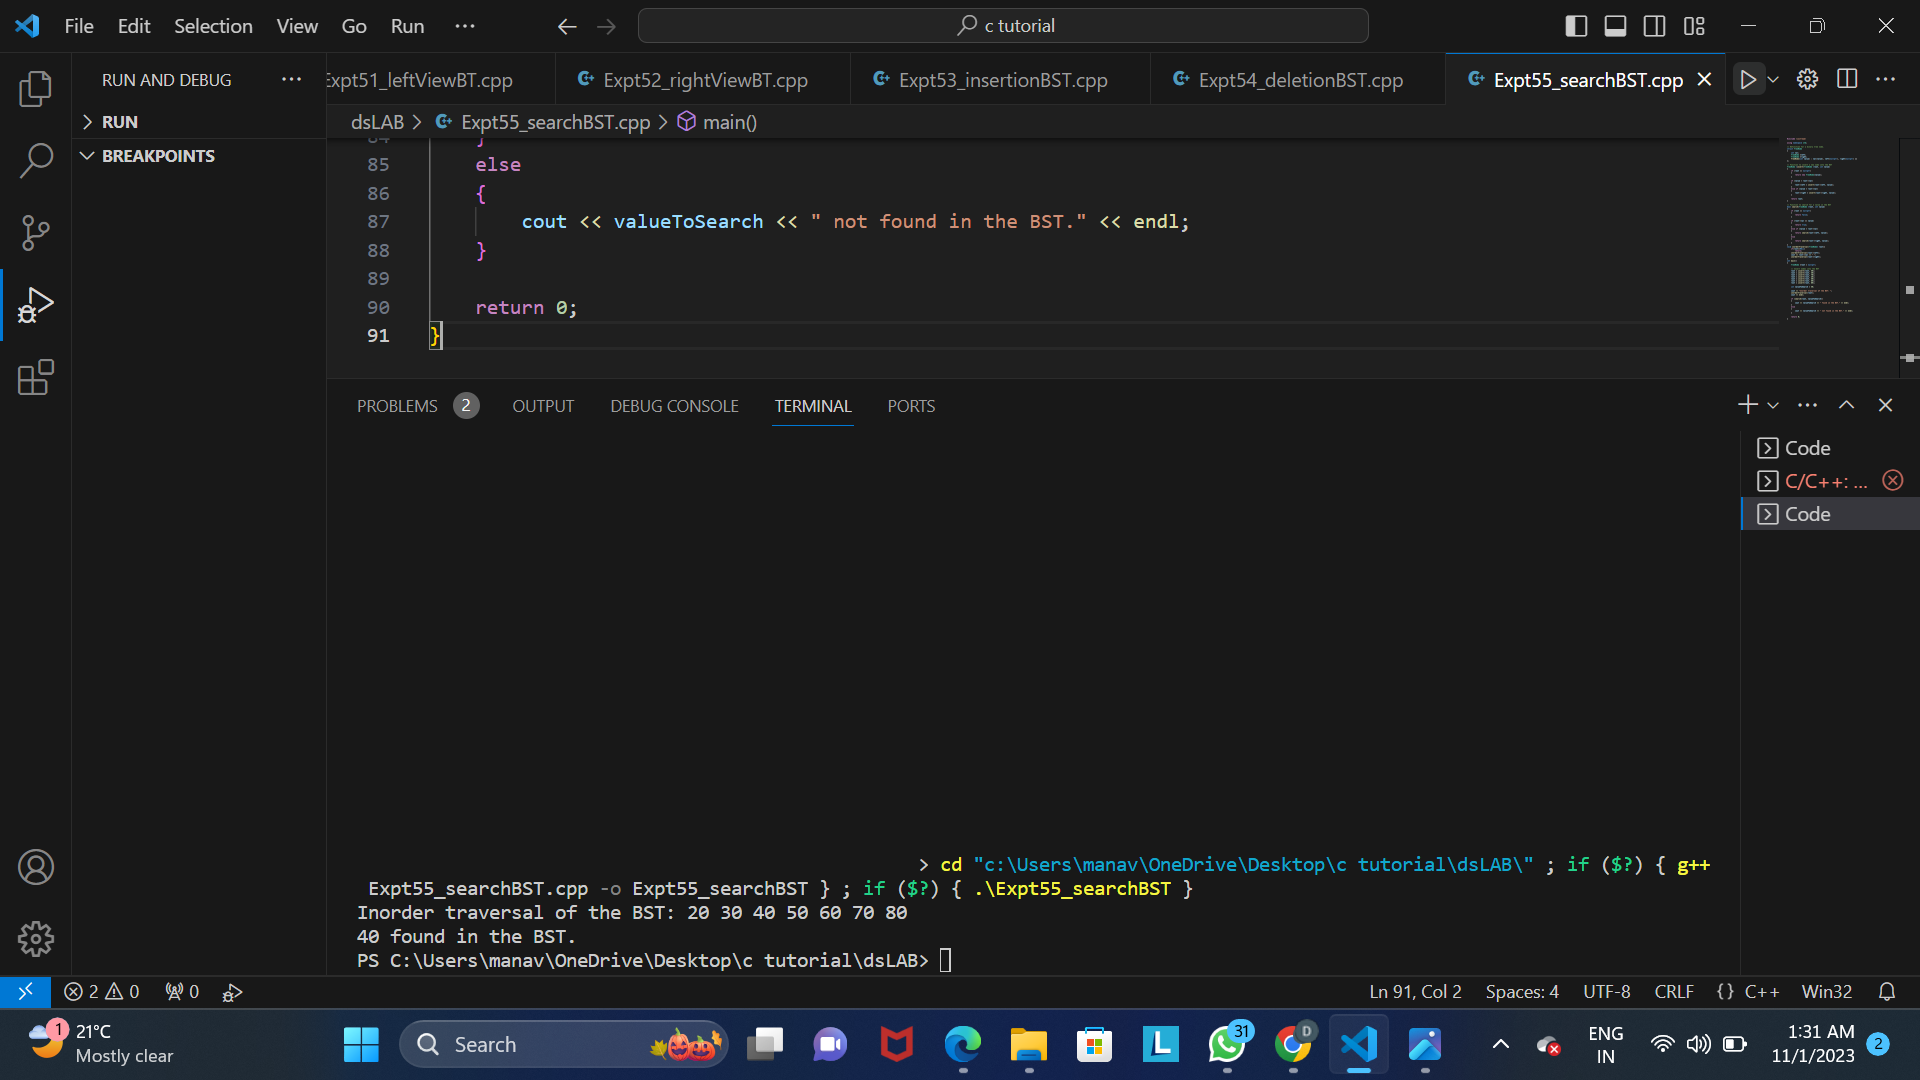 File Edit Selection View Go Run ··· c tutorial
RUN AND DEBUG ···
Expt51_leftViewBT.cpp Expt52_rightViewBT.cpp Expt53_insertionBST.cpp Expt54_deletionBST.cpp Expt55_searchBST.cpp
RUN
BREAKPOINTS
dsLAB > Expt55_searchBST.cpp > main()
84 }
85 else
86 {
87 cout << valueToSearch << " not found in the BST." << endl;
88 }
89
90 return 0;
91 }
PROBLEMS 2 OUTPUT DEBUG CONSOLE TERMINAL PORTS
Code
C/C++: ...
Code
> cd "c:\Users\manav\OneDrive\Desktop\c tutorial\dsLAB\" ; if ($?) { g++
Expt55_searchBST.cpp -o Expt55_searchBST } ; if ($?) { .\Expt55_searchBST }
Inorder traversal of the BST: 20 30 40 50 60 70 80
40 found in the BST.
PS C:\Users\manav\OneDrive\Desktop\c tutorial\dsLAB>
2 0 0 Ln 91, Col 2 Spaces: 4 UTF-8 CRLF {} C++ Win32
1 21°C
Mostly clear
Search
31
D
ENG
IN
1:31 AM
11/1/2023
2